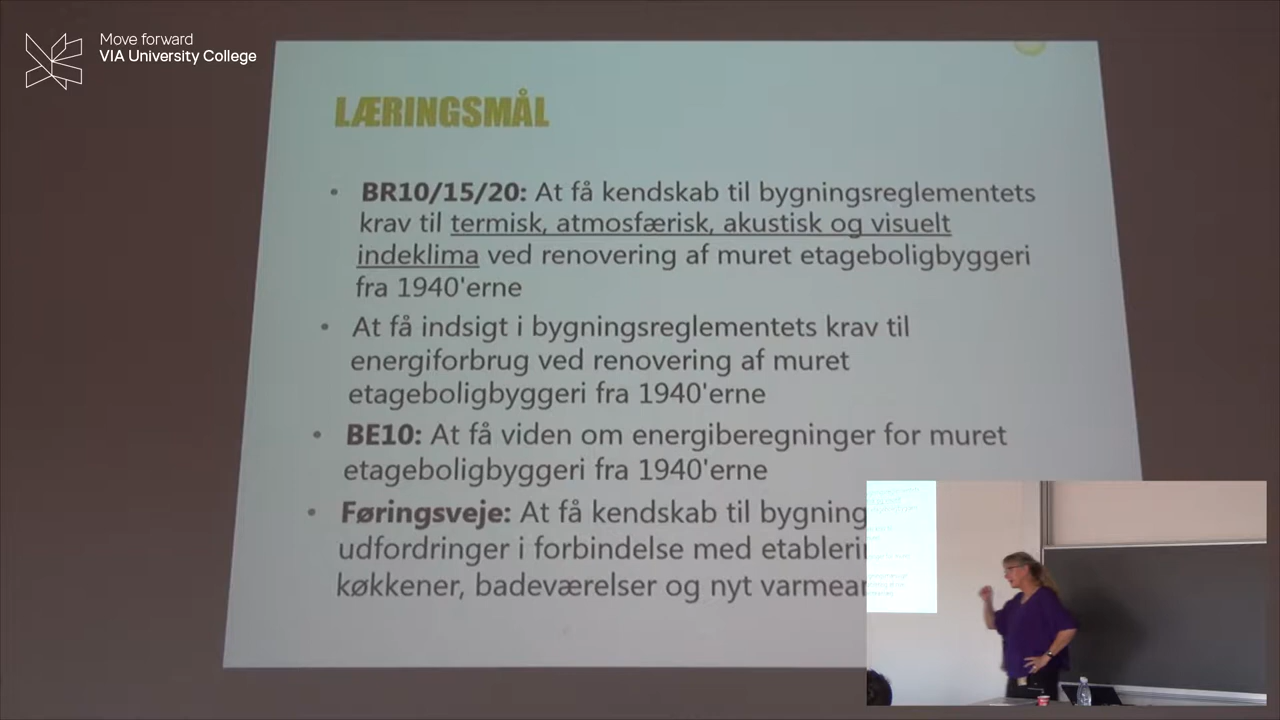 Move forward
VIA University College
LÆRINGSMÅL
• BR10/15/20: At få kendskab til bygningsreglementets
krav til termisk, atmosfærisk, akustisk og visuelt
indeklima ved renovering af muret etageboligbyggeri
fra 1940'erne
• At få indsigt i bygningsreglementets krav til
energiforbrug ved renovering af muret
etageboligbyggeri fra 1940'erne
• BE10: At få viden om energiberegninger for muret
etageboligbyggeri fra 1940'erne
• Føringsveje: At få kendskab til bygning
udfordringer i forbindelse med etableri
køkkener, badeværelser og nyt varmear